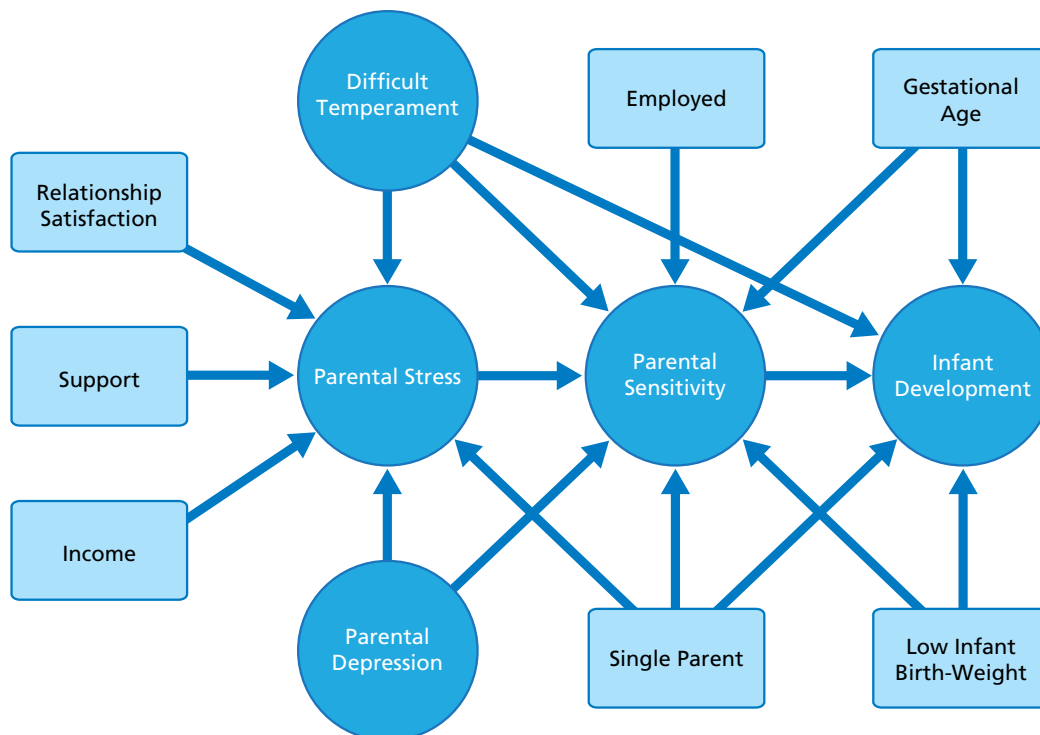 Difficult
Temperament
Employed
Gestational
Age
Relationship
Satisfaction
Support
Parental Stress
Parental
Sensitivity
Infant
Development
Income
Parental
Depression
Single Parent
Low Infant
Birth-Weight